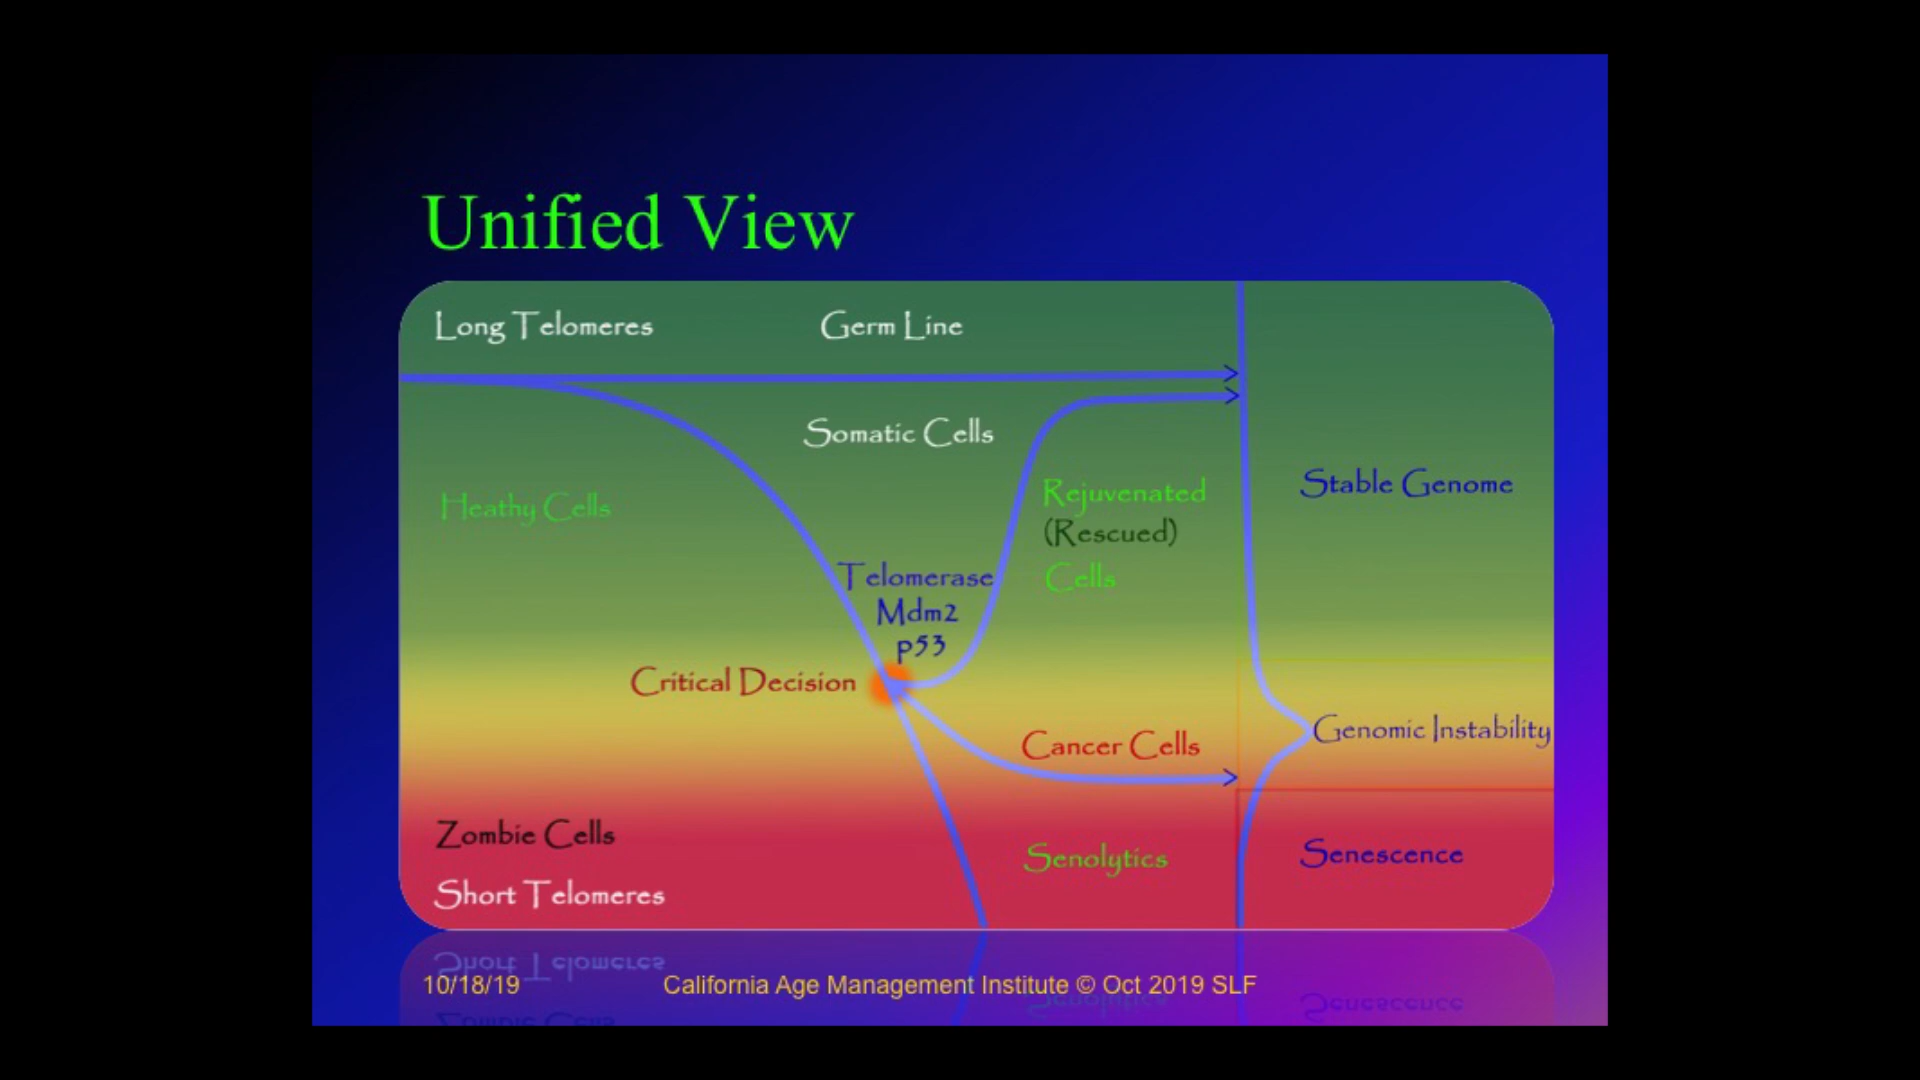 Unified View
Long Telomeres
Germ Line
Somatic Cells
Heathy Cells
Rejuvenated
(Rescued)
Cells
Stable Genome
Telomerase
Mdm2
p53
Critical Decision
Cancer Cells
Genomic Instability
Zombie Cells
Short Telomeres
Senolytics
Senescence
10/18/19
California Age Management Institute © Oct 2019 SLF